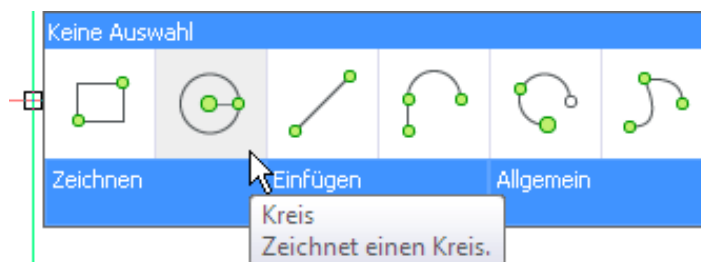 Keine Auswahl
Zeichnen
Einfügen
Allgemein
Kreis
Zeichnet einen Kreis.